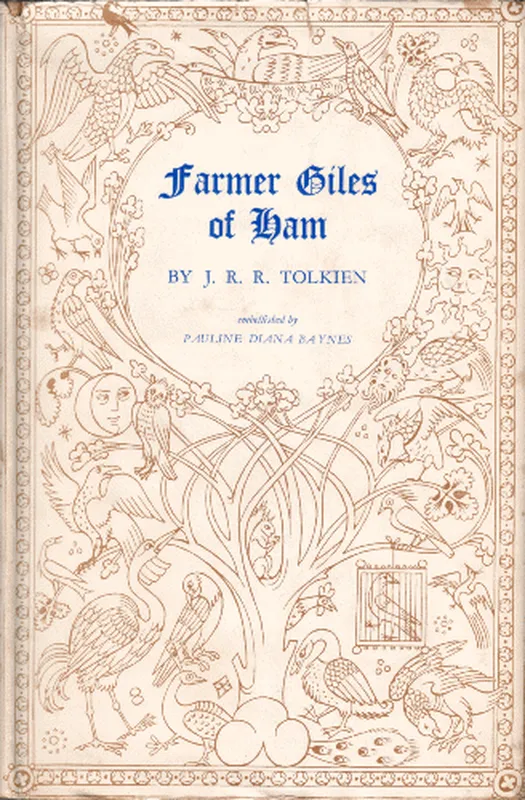 Farmer Giles
of Ham
BY J. R. R. TOLKIEN
embellished by
PAULINE DIANA BAYNES